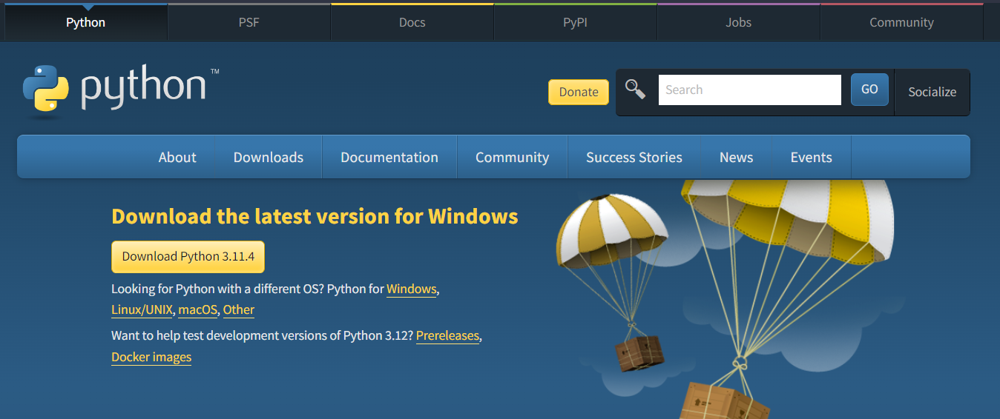 Python PSF Docs PyPI Jobs Community
python™
Donate Search GO Socialize
About Downloads Documentation Community Success Stories News Events
Download the latest version for Windows
Download Python 3.11.4
Looking for Python with a different OS? Python for Windows,
Linux/UNIX, macOS, Other
Want to help test development versions of Python 3.12? Prereleases,
Docker images